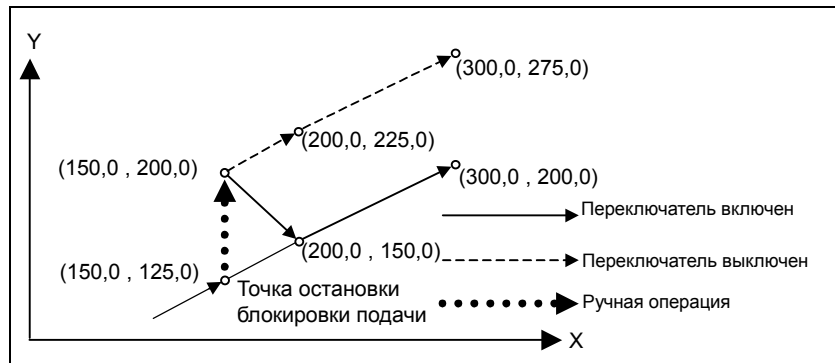 Y
(300,0, 275,0)
(200,0, 225,0)
(150,0 , 200,0)
(300,0 , 200,0)
Переключатель включен
(200,0 , 150,0)
Переключатель выключен
(150,0 , 125,0)
Точка остановки
блокировки подачи
Ручная операция
X